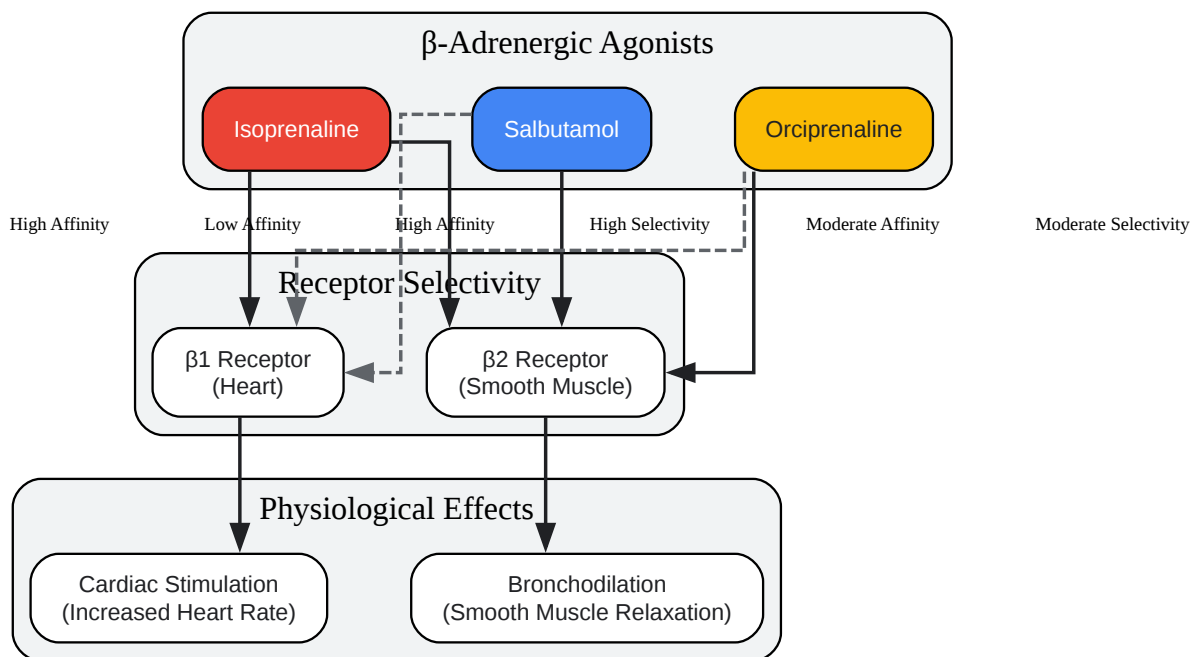 β-Adrenergic Agonists
Isoprenaline
Salbutamol
Orciprenaline
High Affinity
Low Affinity
High Affinity
High Selectivity
Moderate Affinity
Moderate Selectivity
Receptor Selectivity
β1 Receptor
(Heart)
β2 Receptor
(Smooth Muscle)
Physiological Effects
Cardiac Stimulation
(Increased Heart Rate)
Bronchodilation
(Smooth Muscle Relaxation)